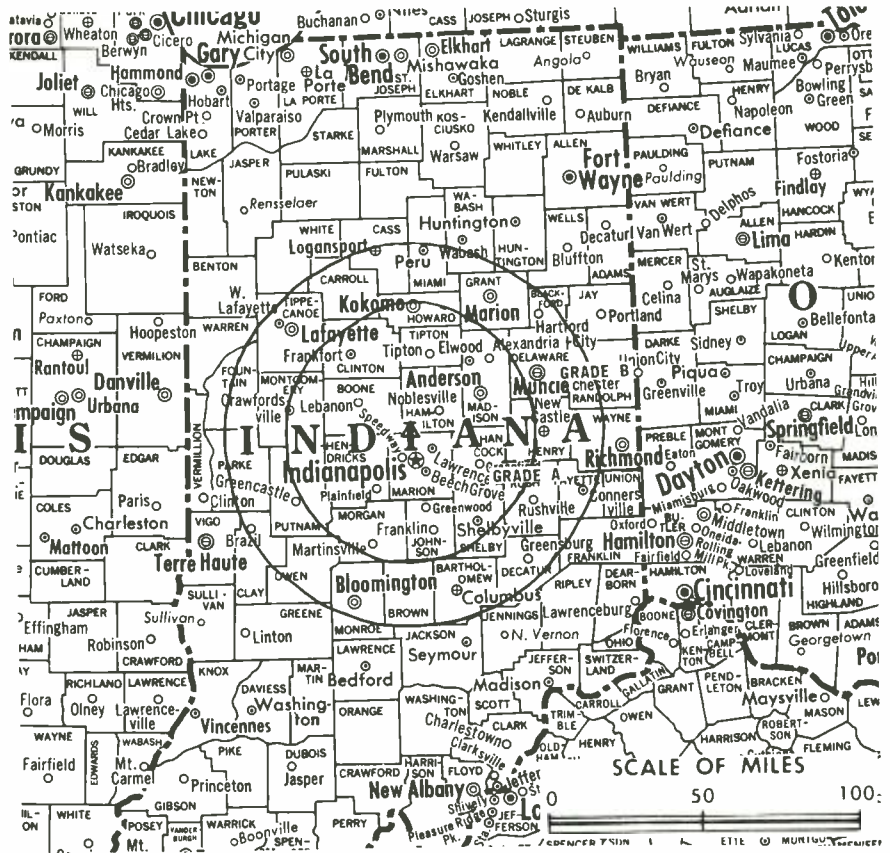 Chicago
Michigan City
Buchanan
Niles
CASS
JOSEPH
Sturgis
Wheaton
Berwyn
Cicero
Gary
South Bend
Elkhart
LAGRANGE
STEUBEN
WILLIAMS
FULTON
Sylvania
LUCAS
KENDALL
Joliet
Hammond
Portage
La Porte
ST. JOSEPH
Mishawaka
Goshen
Angola
Bryan
Wauseon
Maumee
WILL
Chicago Hts.
Hobart
LA PORTE
ELKHART
NOBLE
DE KALB
HENRY
Bowling Green
Morris
Crown Pt
Valparaiso
Plymouth
KOSCIUSKO
Kendallville
Auburn
DEFIANCE
Napoleon
Cedar Lake
PORTER
STARKE
Defiance
WOOD
KANKAKEE
LAKE
MARSHALL
Warsaw
WHITLEY
ALLEN
GRUNDY
Bradley
JASPER
PULASKI
FULTON
Fort Wayne
PAULDING
Paulding
PUTNAM
Fostoria
Kankakee
NEWTON
Findlay
IROQUOIS
Rensselaer
WABASH
VAN WERT
Delphos
HANCOCK
Pontiac
WHITE
CASS
Huntington
WELLS
Decatur
Van Wert
ALLEN
HARDIN
Watseka
Logansport
Peru
Wabash
HUNTINGTON
Bluffton
Lima
BENTON
MIAMI
ADAMS
MERCER
St. Marys
Wapakoneta
Kenton
FORD
CARROLL
GRANT
BLACKFORD
JAY
Celina
AUGLAIZE
O
Paxton
W. Lafayette
TIPPECANOE
Kokomo
HOWARD
Marion
Hartford City
Portland
SHELBY
LOGAN
Bellefonta
Hoopeston
WARREN
Lafayette
TIPTON
DARKE
CHAMPAIGN
VERMILION
Frankfort
Tipton
Elwood
Alexandria
Union City
Sidney
Rantoul
FOUNTAIN
CLINTON
DELAWARE
GRADE B
Piqua
CHAMPAIGN
Danville
MONTGOMERY
BOONE
Anderson
Muncie
RANDOLPH
Greenville
Troy
Urbana
Urbana
Crawfordsville
Lebanon
Noblesville
HAMILTON
MADISON
New Castle
WAYNE
MIAMI
Vandalia
CLARK
I S
INDIANA
Speedway
HANCOCK
HENRY
Richmond
PREBLE
MONTGOMERY
Springfield
DOUGLAS
EDGAR
VERMILLION
PARKE
HENDRICKS
Indianapolis
Lawrence
GRADE A
Eaton
Dayton
Fairborn
Xenia
Greencastle
Beech Grove
UNION
Kettering
Oakwood
Paris
Clinton
Plainfield
MARION
Rushville
Connersville
Miamisburg
COLES
Charleston
PUTNAM
MORGAN
Greenwood
Shelbyville
Oxford
BUTLER
Franklin
CLINTON
Mattoon
VIGO
Brazil
Franklin
Middletown
Wilmington
CLARK
Terre Haute
Martinsville
JOHNSON
SHELBY
Greensburg
Hamilton
Oneida
Lebanon
CUMBERLAND
OWEN
BARTHOLOMEW
DECATUR
FRANKLIN
Fairfield
Rolling Mill Pk.
WARREN
Greenfield
CLAY
Bloomington
Columbus
RIPLEY
DEARBORN
HAMILTON
Loveland
Hillsboro
JASPER
SULLIVAN
GREENE
BROWN
Cincinnati
HIGHLAND
Effingham
Sullivan
Linton
MONROE
JENNINGS
Lawrenceburg
BOONE
Covington
Robinson
JACKSON
N. Vernon
Florence
Erlanger
CLERMONT
BROWN
ADAMS
LAWRENCE
Seymour
OHIO
KENTON
CAMPBELL
Georgetown
CRAWFORD
KNOX
MARTIN
Bedford
JEFFERSON
SWITZERLAND
RICHLAND
LAWRENCE
DAVIESS
Madison
GALLATIN
GRANT
PENDLETON
BRACKEN
Flora
Olney
Lawrenceville
Washington
ORANGE
WASHINGTON
SCOTT
CARROLL
Maysville
Vincennes
Charlestown
CLARK
TRIMBLE
OWEN
MASON
WAYNE
EDWARDS
WABASH
PIKE
DUBOIS
Clarksville
OLDHAM
HENRY
HARRISON
ROBERTSON
FLEMING
Fairfield
Mt. Carmel
Princeton
Jasper
CRAWFORD
HARRISON
FLOYD
SCALE OF MILES
New Albany
GIBSON
Shively
0 50 100
WHITE
POSEY
VANDERBURGH
WARRICK
Boonville
PERRY
Pleasure Ridge Pk.
JEFFERSON
Mt.
SPENCER